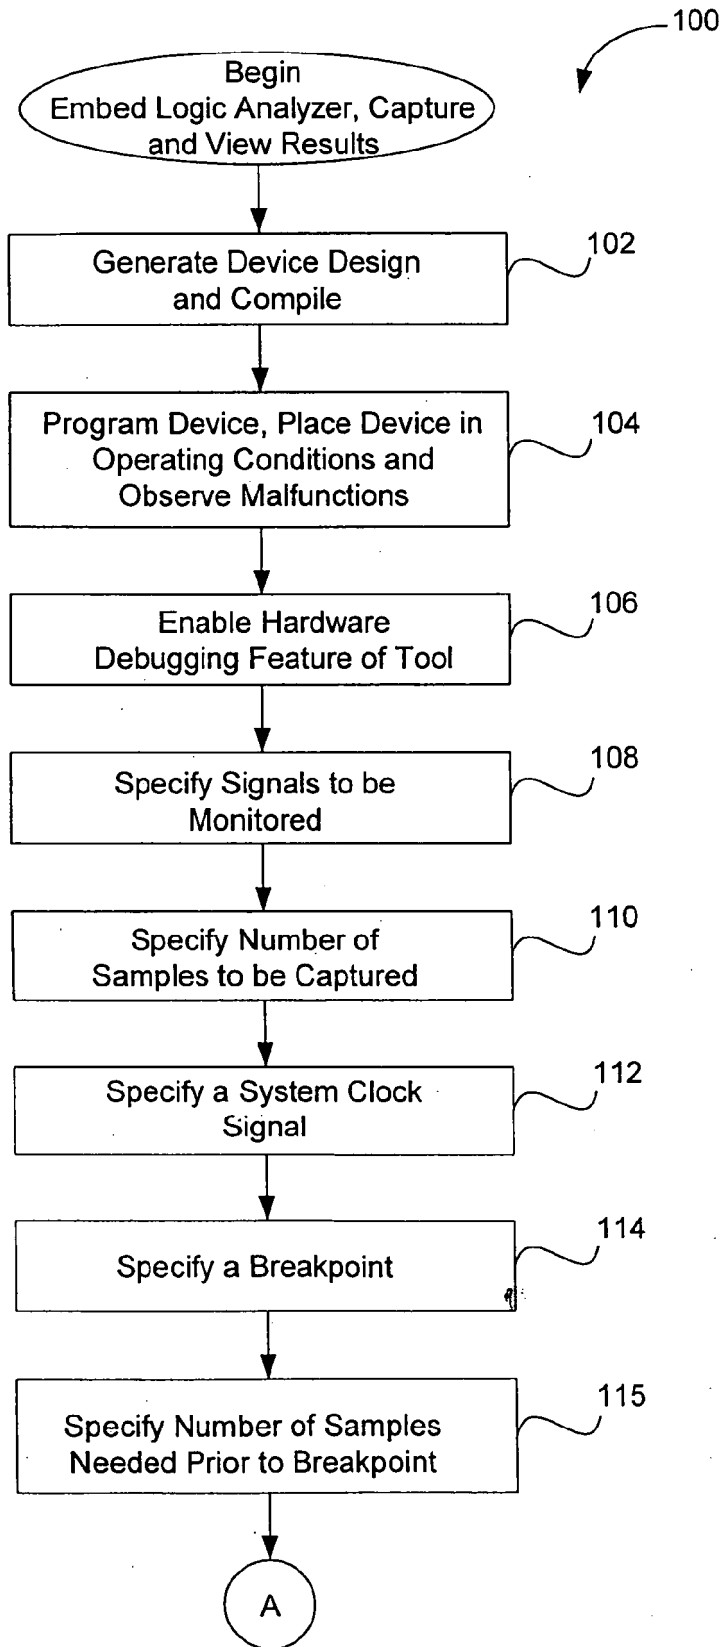 100
Begin
Embed Logic Analyzer, Capture
and View Results
102
Generate Device Design
and Compile
104
Program Device, Place Device in
Operating Conditions and
Observe Malfunctions
106
Enable Hardware
Debugging Feature of Tool
108
Specify Signals to be
Monitored
110
Specify Number of
Samples to be Captured
112
Specify a System Clock
Signal
114
Specify a Breakpoint
115
Specify Number of Samples
Needed Prior to Breakpoint
A